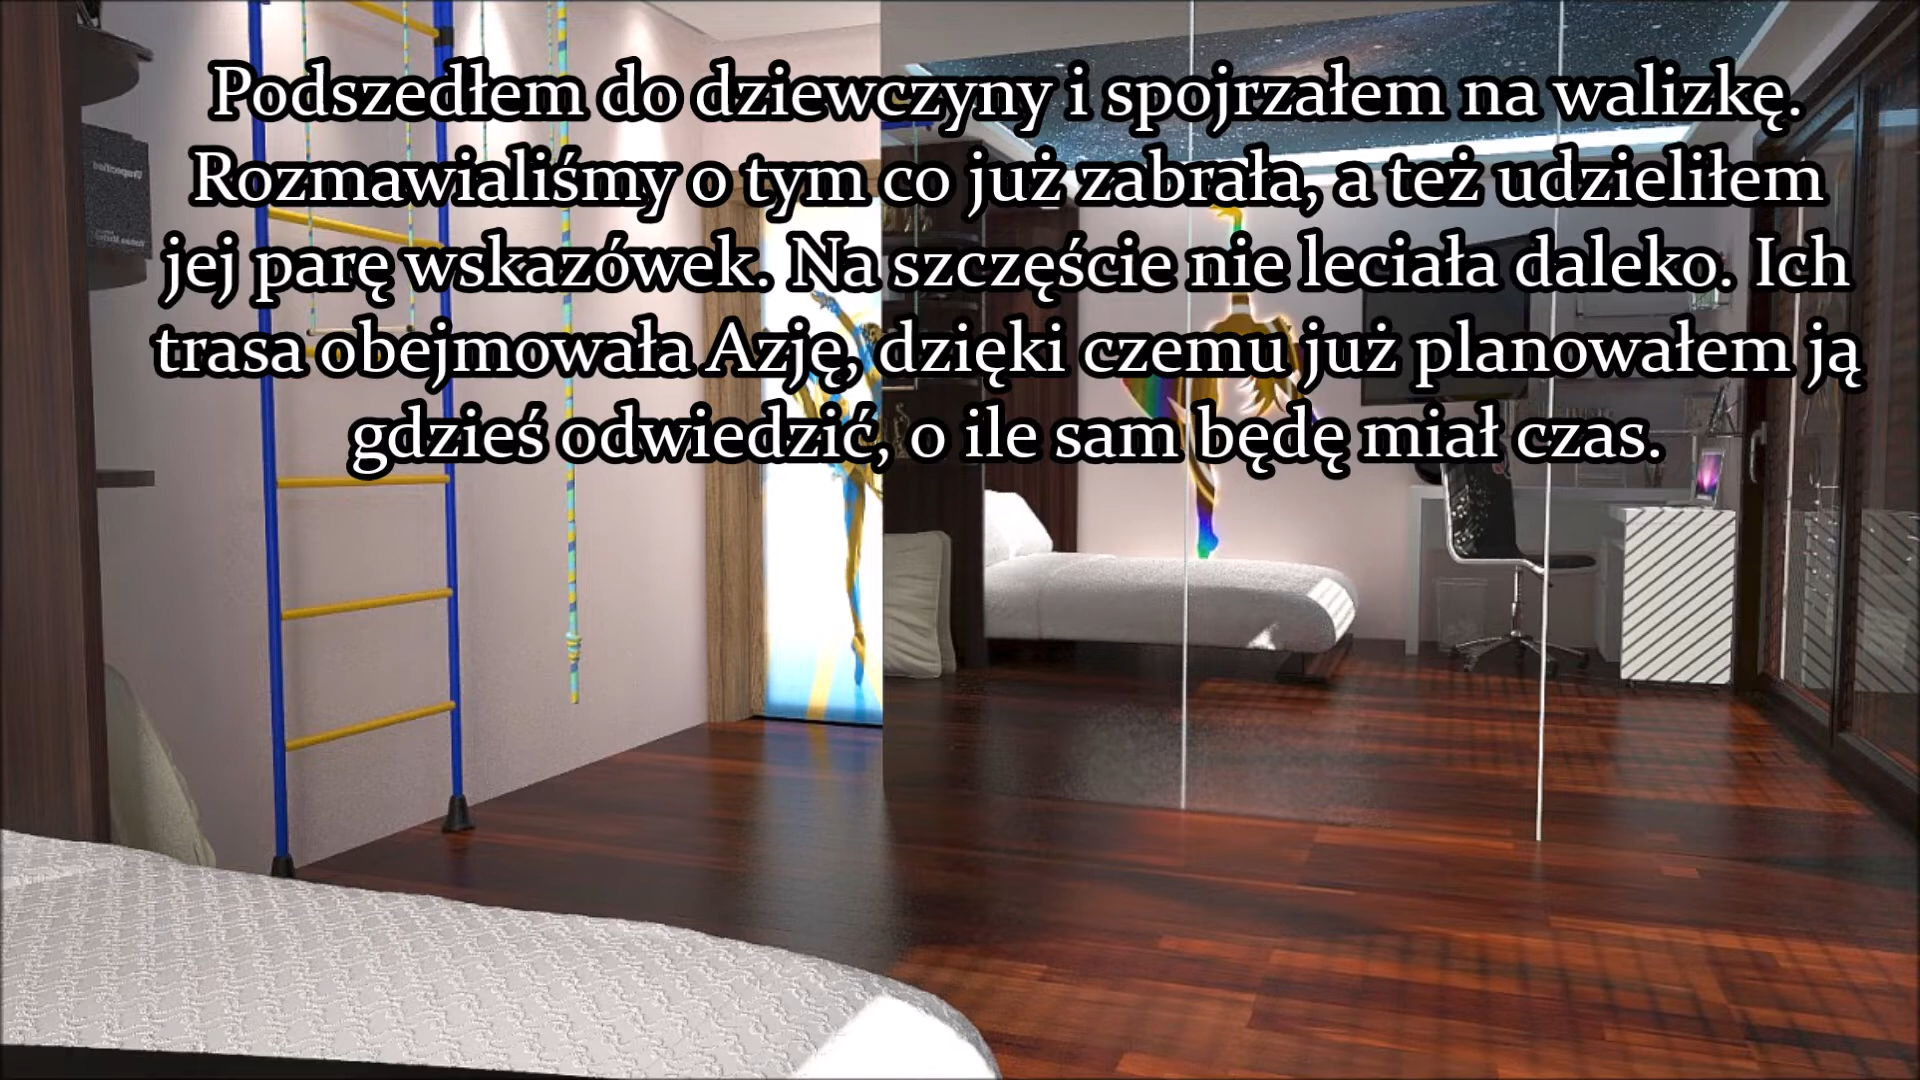 Podszedłem do dziewczyny i spojrzałem na walizkę.
Rozmawialiśmy o tym co już zabrała, a też udzieliłem
jej parę wskazówek. Na szczęście nie leciała daleko. Ich
trasa obejmowała Azję, dzięki czemu już planowałem ją
gdzieś odwiedzić, o ile sam będę miał czas.